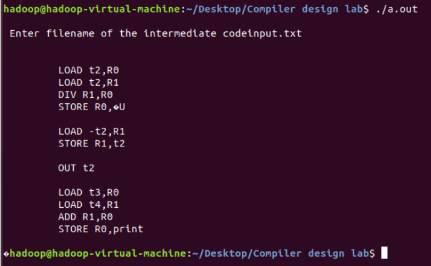 hadoop@hadoop-virtual-machine:~/Desktop/Compiler design lab$ ./a.out
Enter filename of the intermediate codeinput.txt
LOAD t2,R0
LOAD t2,R1
DIV R1,R0
STORE R0,�U
LOAD -t2,R1
STORE R1,t2
OUT t2
LOAD t3,R0
LOAD t4,R1
ADD R1,R0
STORE R0,print
�hadoop@hadoop-virtual-machine:~/Desktop/Compiler design lab$